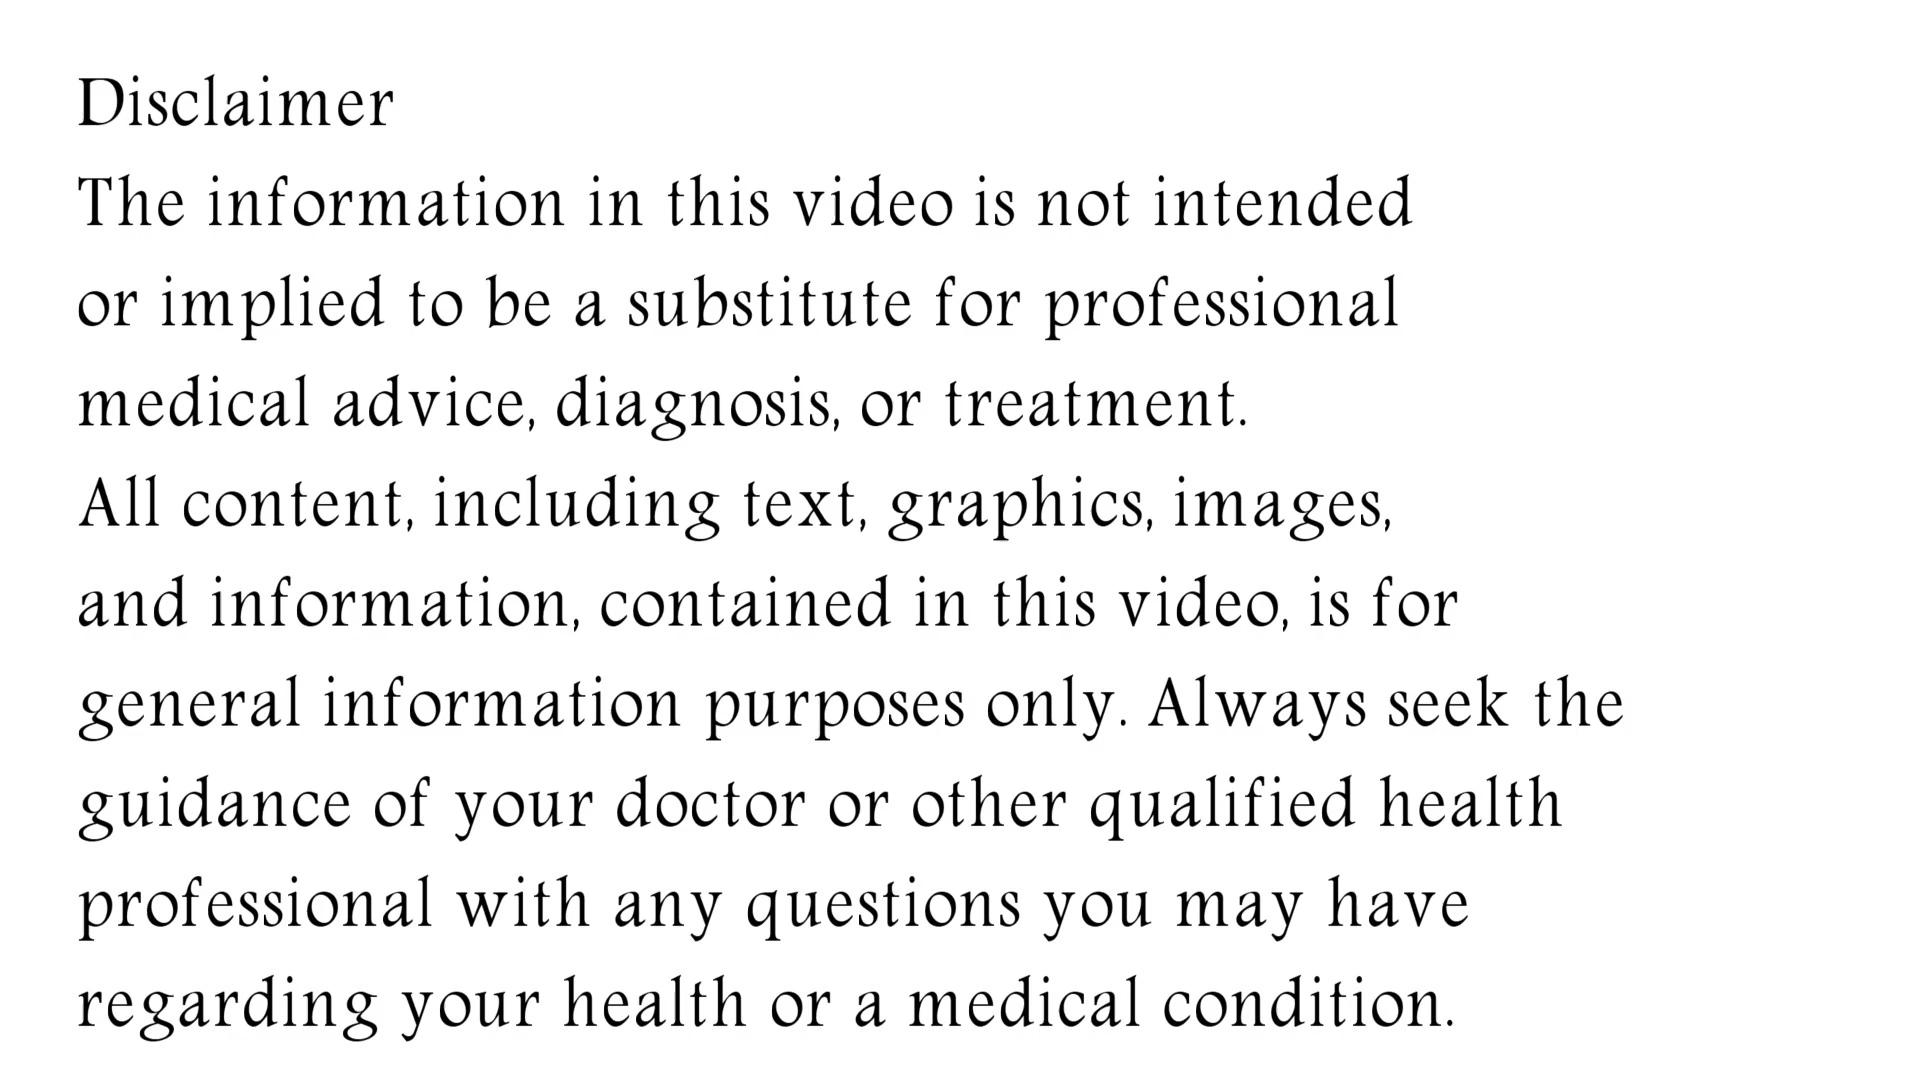 Disclaimer
The information in this video is not intended
or implied to be a substitute for professional
medical advice, diagnosis, or treatment.
All content, including text, graphics, images,
and information, contained in this video, is for
general information purposes only. Always seek the
guidance of your doctor or other qualified health
professional with any questions you may have
regarding your health or a medical condition.